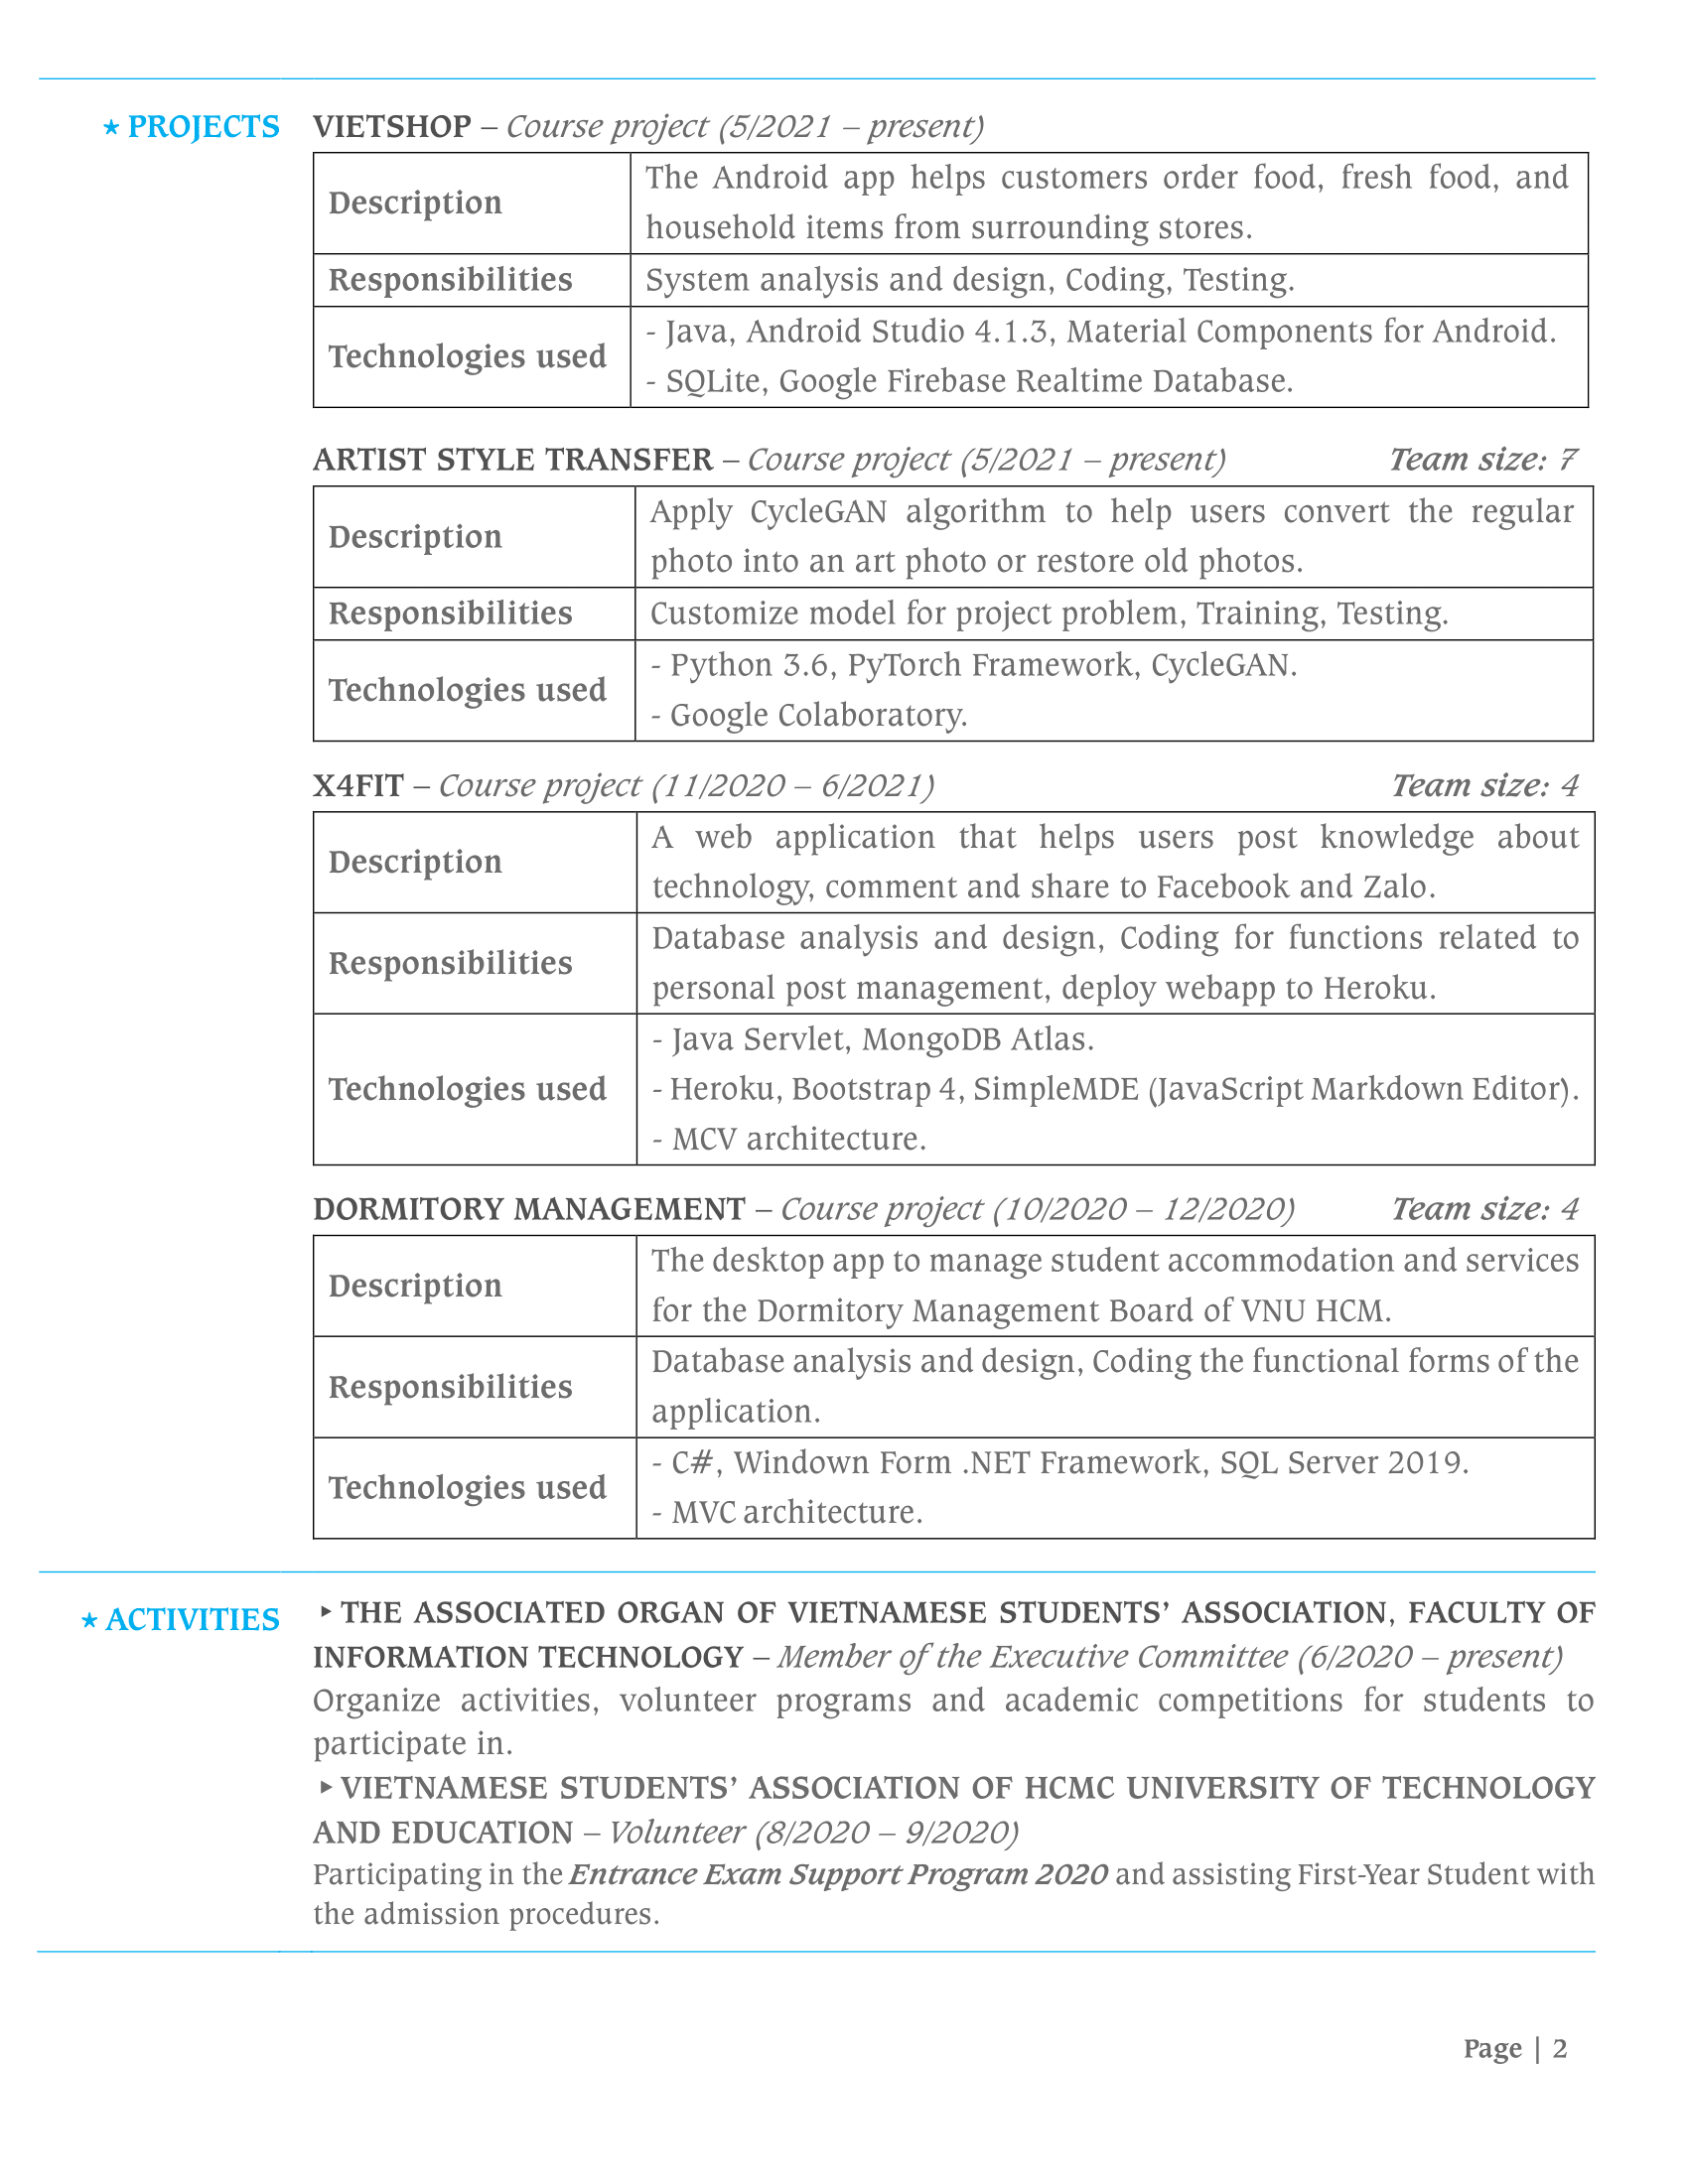 ★ PROJECTS
VIETSHOP – Course project (5/2021 – present)
Description
The Android app helps customers order food, fresh food, and
household items from surrounding stores.
Responsibilities
System analysis and design, Coding, Testing.
Technologies used
- Java, Android Studio 4.1.3, Material Components for Android.
- SQLite, Google Firebase Realtime Database.
ARTIST STYLE TRANSFER – Course project (5/2021 – present) Team size: 7
Description
Apply CycleGAN algorithm to help users convert the regular
photo into an art photo or restore old photos.
Responsibilities
Customize model for project problem, Training, Testing.
Technologies used
- Python 3.6, PyTorch Framework, CycleGAN.
- Google Colaboratory.
X4FIT – Course project (11/2020 – 6/2021) Team size: 4
Description
A web application that helps users post knowledge about
technology, comment and share to Facebook and Zalo.
Responsibilities
Database analysis and design, Coding for functions related to
personal post management, deploy webapp to Heroku.
Technologies used
- Java Servlet, MongoDB Atlas.
- Heroku, Bootstrap 4, SimpleMDE (JavaScript Markdown Editor).
- MCV architecture.
DORMITORY MANAGEMENT – Course project (10/2020 – 12/2020) Team size: 4
Description
The desktop app to manage student accommodation and services
for the Dormitory Management Board of VNU HCM.
Responsibilities
Database analysis and design, Coding the functional forms of the
application.
Technologies used
- C#, Windown Form .NET Framework, SQL Server 2019.
- MVC architecture.
★ ACTIVITIES
‣ THE ASSOCIATED ORGAN OF VIETNAMESE STUDENTS’ ASSOCIATION, FACULTY OF
INFORMATION TECHNOLOGY – Member of the Executive Committee (6/2020 – present)
Organize activities, volunteer programs and academic competitions for students to
participate in.
‣ VIETNAMESE STUDENTS’ ASSOCIATION OF HCMC UNIVERSITY OF TECHNOLOGY
AND EDUCATION – Volunteer (8/2020 – 9/2020)
Participating in the Entrance Exam Support Program 2020 and assisting First-Year Student with
the admission procedures.
Page | 2